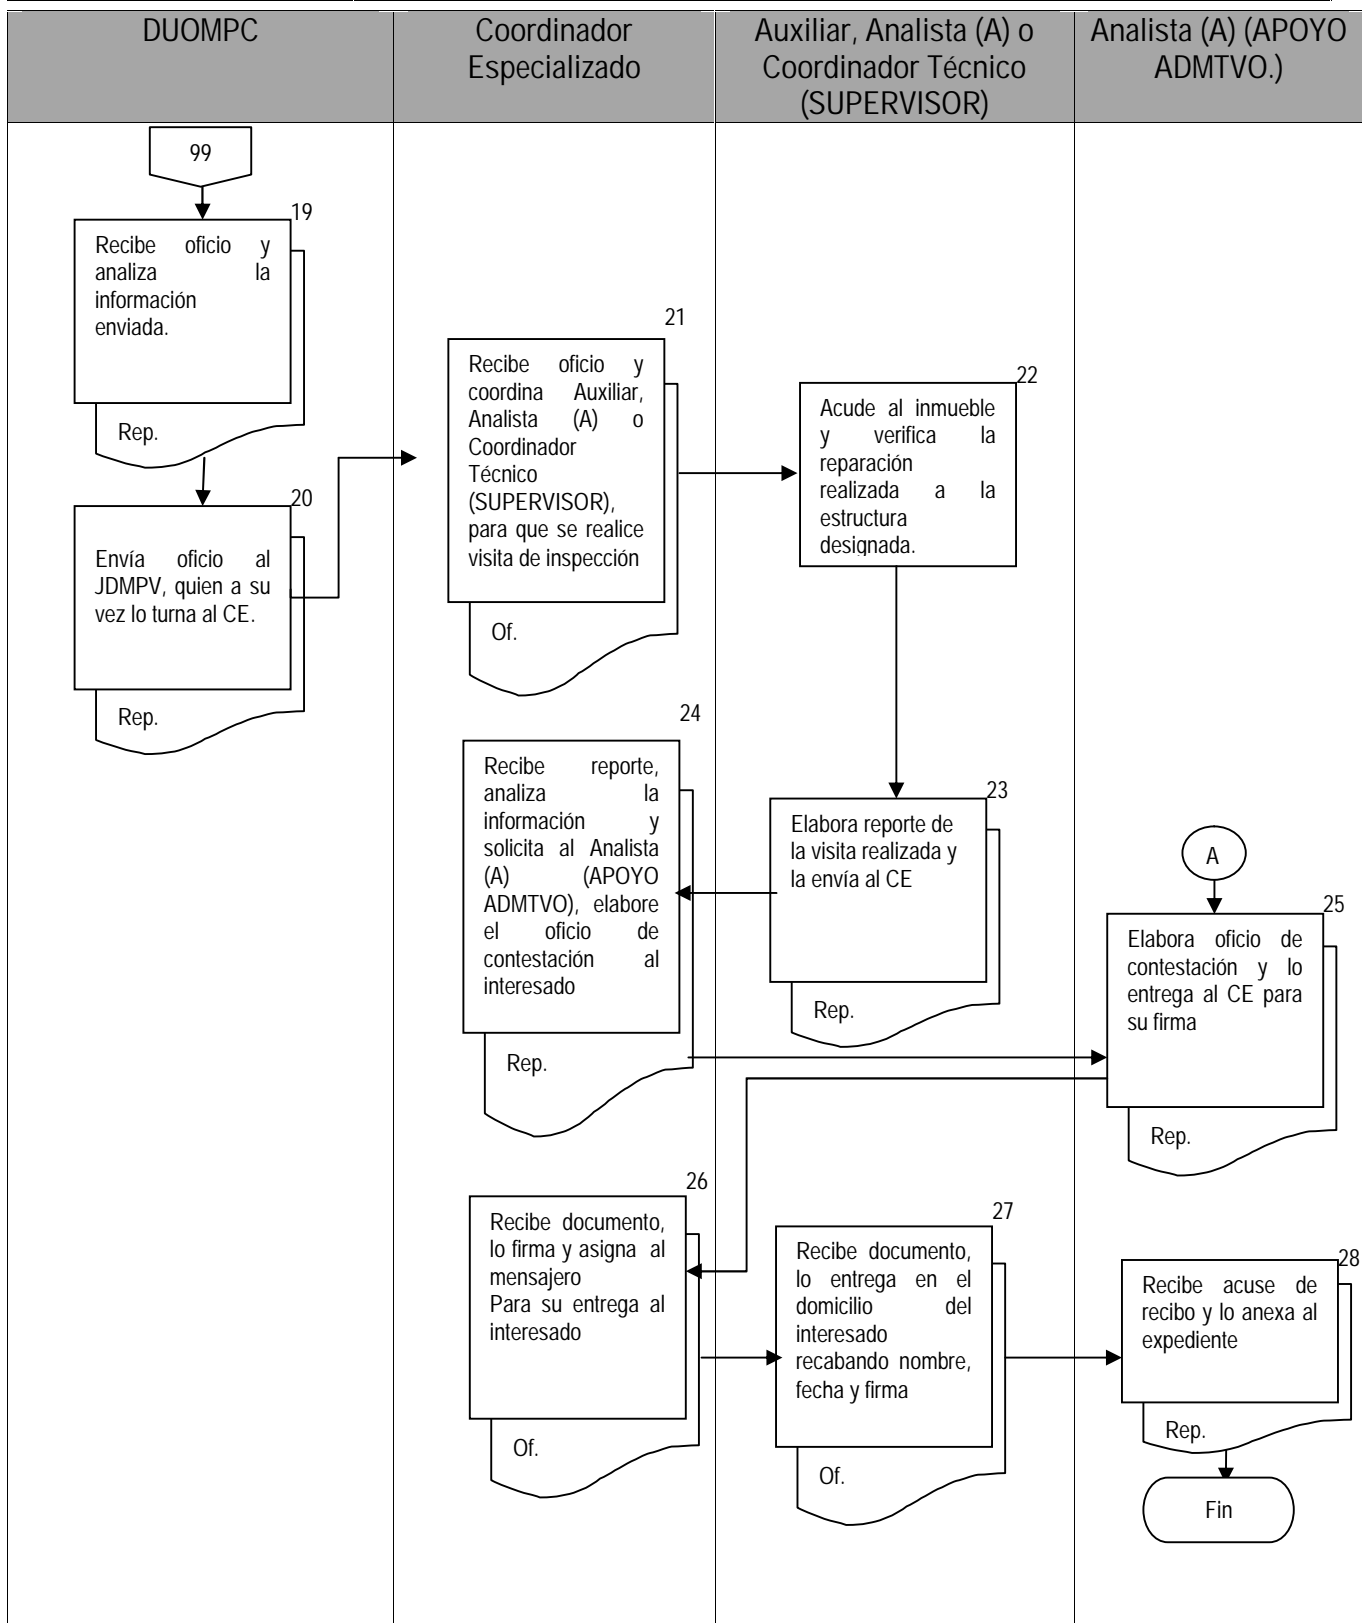 DUOMPC
Coordinador
Especializado
Auxiliar, Analista (A) o
Coordinador Técnico
(SUPERVISOR)
Analista (A) (APOYO
ADMTVO.)
99
19
Recibe oficio y
analiza la
información
enviada.
Rep.
20
Envía oficio al
JDMPV, quien a su
vez lo turna al CE.
Rep.
21
Recibe oficio y
coordina Auxiliar,
Analista (A) o
Coordinador
Técnico
(SUPERVISOR),
para que se realice
visita de inspección
Of.
22
Acude al inmueble
y verifica la
reparación
realizada a la
estructura
designada.
23
Elabora reporte de
la visita realizada y
la envía al CE
Rep.
24
Recibe reporte,
analiza la
información y
solicita al Analista
(A) (APOYO
ADMTVO), elabore
el oficio de
contestación al
interesado
Rep.
A
25
Elabora oficio de
contestación y lo
entrega al CE para
su firma
Rep.
26
Recibe documento,
lo firma y asigna al
mensajero
Para su entrega al
interesado
Of.
27
Recibe documento,
lo entrega en el
domicilio del
interesado
recabando nombre,
fecha y firma
Of.
28
Recibe acuse de
recibo y lo anexa al
expediente
Rep.
Fin